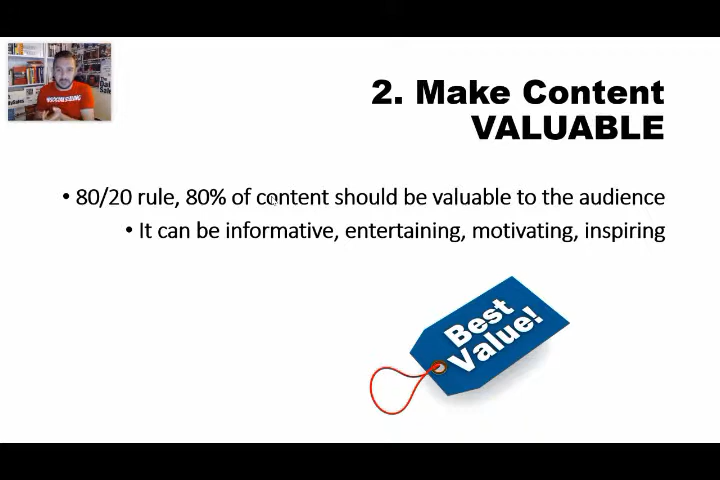 2. Make Content
VALUABLE
• 80/20 rule, 80% of content should be valuable to the audience
• It can be informative, entertaining, motivating, inspiring
Best
Value!